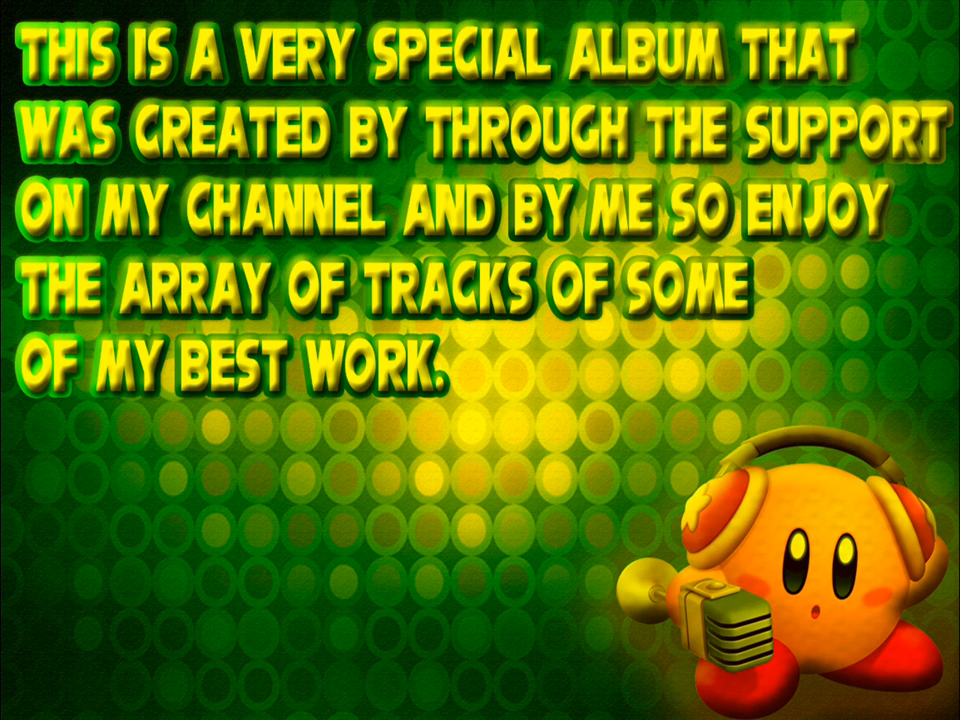 THIS IS A VERY SPECIAL ALBUM THAT
WAS CREATED BY THROUGH THE SUPPORT
ON MY CHANNEL AND BY ME SO ENJOY
THE ARRAY OF TRACKS OF SOME
OF MY BEST WORK.